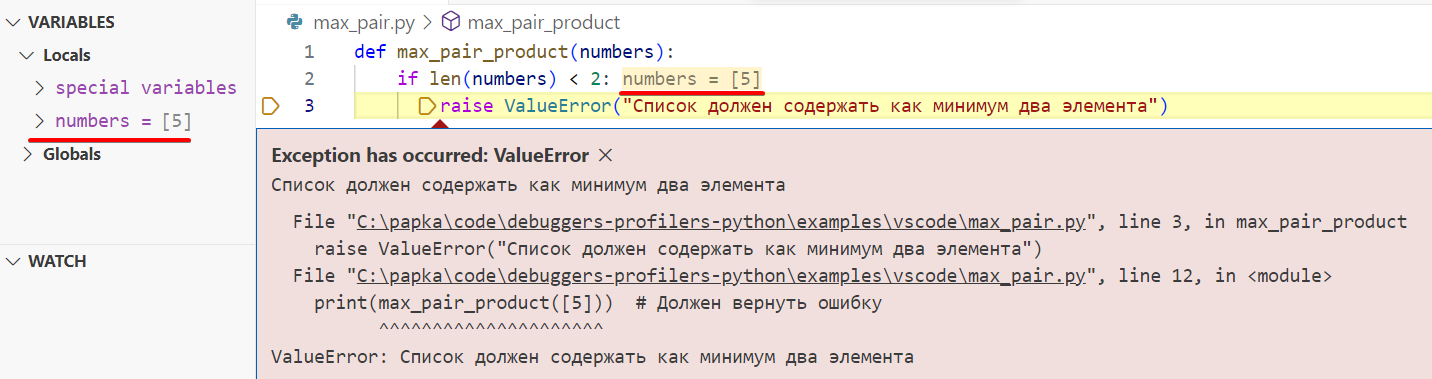 VARIABLES
Locals
special variables
numbers = [5]
Globals
WATCH
max_pair.py > max_pair_product
1 def max_pair_product(numbers):
2 if len(numbers) < 2: numbers = [5]
3 raise ValueError("Список должен содержать как минимум два элемента")
Exception has occurred: ValueError ×
Список должен содержать как минимум два элемента
File "C:\papka\code\debuggers-profilers-python\examples\vscode\max_pair.py", line 3, in max_pair_product
raise ValueError("Список должен содержать как минимум два элемента")
File "C:\papka\code\debuggers-profilers-python\examples\vscode\max_pair.py", line 12, in <module>
print(max_pair_product([5])) # Должен вернуть ошибку
^^^^^^^^^^^^^^^^^^^^^
ValueError: Список должен содержать как минимум два элемента